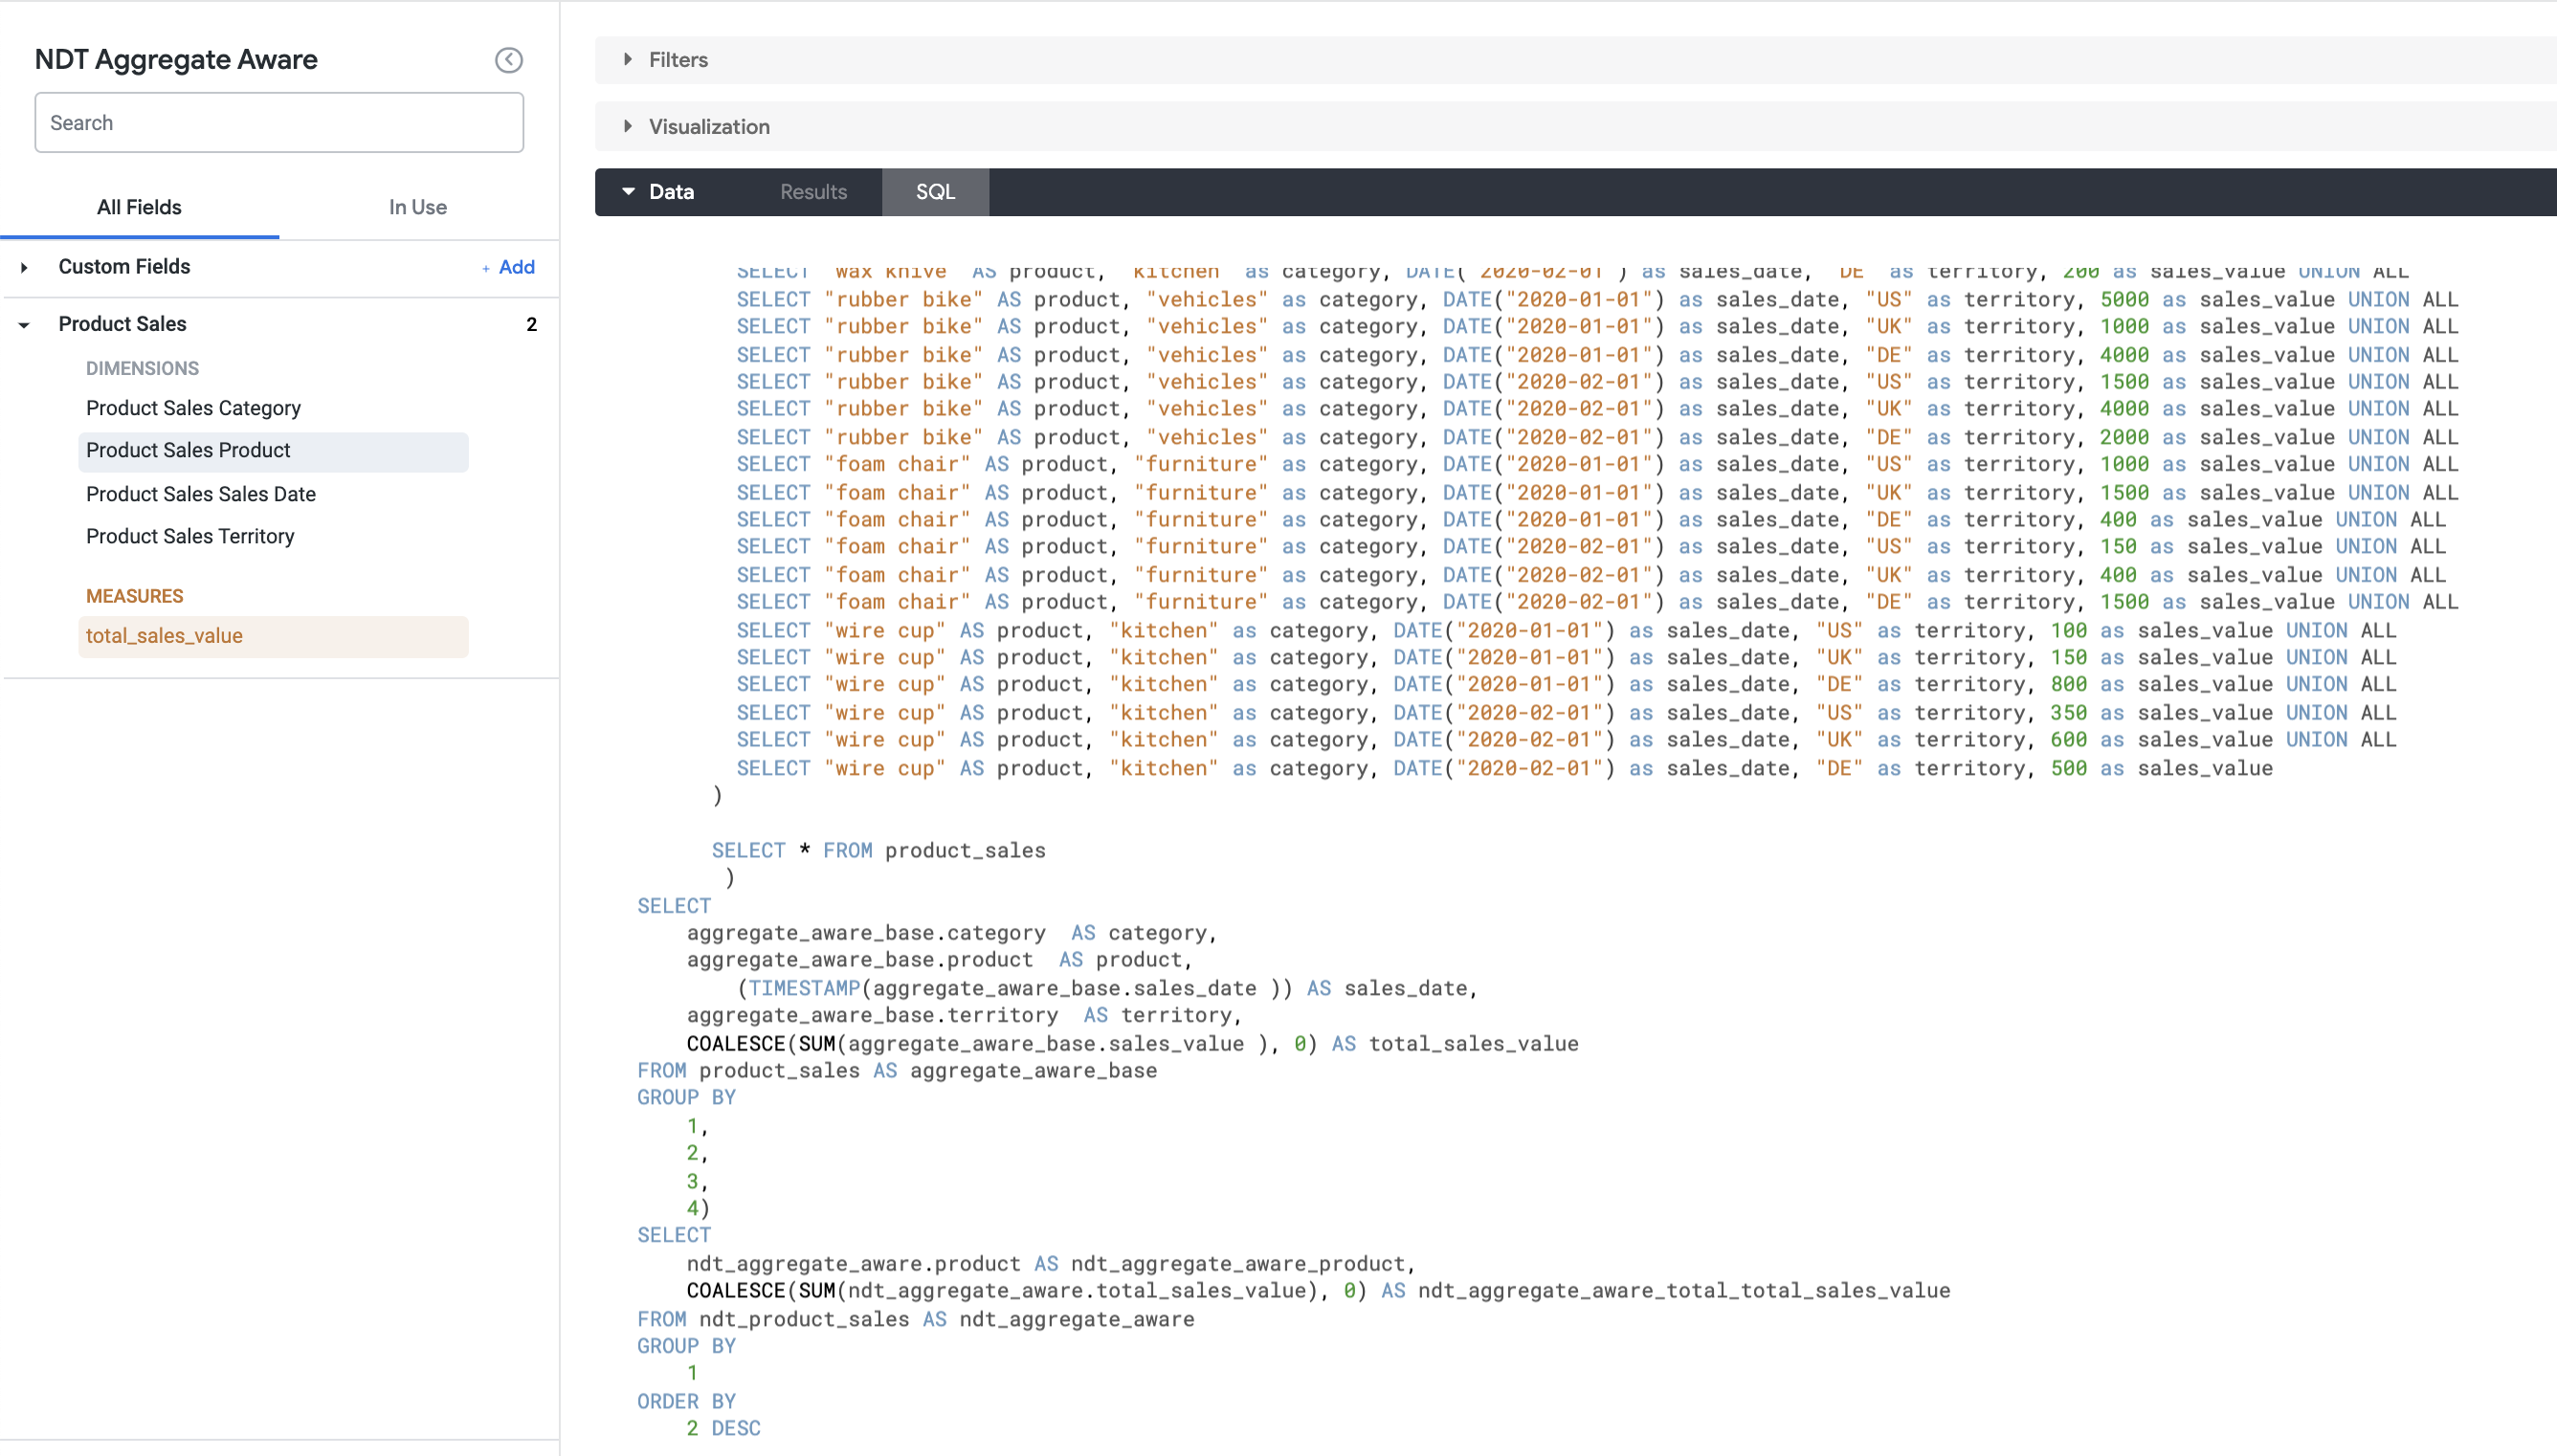 NDT Aggregate Aware
Search
All Fields
In Use
Custom Fields
+ Add
Product Sales
2
DIMENSIONS
Product Sales Category
Product Sales Product
Product Sales Sales Date
Product Sales Territory
MEASURES
total_sales_value
Filters
Visualization
Data
Results
SQL
SELECT "wax knive" AS product, "kitchen" as category, DATE("2020-02-01") as sales_date, "DE" as territory, 200 as sales_value UNION ALL
SELECT "rubber bike" AS product, "vehicles" as category, DATE("2020-01-01") as sales_date, "US" as territory, 5000 as sales_value UNION ALL
SELECT "rubber bike" AS product, "vehicles" as category, DATE("2020-01-01") as sales_date, "UK" as territory, 1000 as sales_value UNION ALL
SELECT "rubber bike" AS product, "vehicles" as category, DATE("2020-01-01") as sales_date, "DE" as territory, 4000 as sales_value UNION ALL
SELECT "rubber bike" AS product, "vehicles" as category, DATE("2020-02-01") as sales_date, "US" as territory, 1500 as sales_value UNION ALL
SELECT "rubber bike" AS product, "vehicles" as category, DATE("2020-02-01") as sales_date, "UK" as territory, 4000 as sales_value UNION ALL
SELECT "rubber bike" AS product, "vehicles" as category, DATE("2020-02-01") as sales_date, "DE" as territory, 2000 as sales_value UNION ALL
SELECT "foam chair" AS product, "furniture" as category, DATE("2020-01-01") as sales_date, "US" as territory, 1000 as sales_value UNION ALL
SELECT "foam chair" AS product, "furniture" as category, DATE("2020-01-01") as sales_date, "UK" as territory, 1500 as sales_value UNION ALL
SELECT "foam chair" AS product, "furniture" as category, DATE("2020-01-01") as sales_date, "DE" as territory, 400 as sales_value UNION ALL
SELECT "foam chair" AS product, "furniture" as category, DATE("2020-02-01") as sales_date, "US" as territory, 150 as sales_value UNION ALL
SELECT "foam chair" AS product, "furniture" as category, DATE("2020-02-01") as sales_date, "UK" as territory, 400 as sales_value UNION ALL
SELECT "foam chair" AS product, "furniture" as category, DATE("2020-02-01") as sales_date, "DE" as territory, 1500 as sales_value UNION ALL
SELECT "wire cup" AS product, "kitchen" as category, DATE("2020-01-01") as sales_date, "US" as territory, 100 as sales_value UNION ALL
SELECT "wire cup" AS product, "kitchen" as category, DATE("2020-01-01") as sales_date, "UK" as territory, 150 as sales_value UNION ALL
SELECT "wire cup" AS product, "kitchen" as category, DATE("2020-01-01") as sales_date, "DE" as territory, 800 as sales_value UNION ALL
SELECT "wire cup" AS product, "kitchen" as category, DATE("2020-02-01") as sales_date, "US" as territory, 350 as sales_value UNION ALL
SELECT "wire cup" AS product, "kitchen" as category, DATE("2020-02-01") as sales_date, "UK" as territory, 600 as sales_value UNION ALL
SELECT "wire cup" AS product, "kitchen" as category, DATE("2020-02-01") as sales_date, "DE" as territory, 500 as sales_value
)
SELECT * FROM product_sales
)
SELECT
aggregate_aware_base.category  AS category,
aggregate_aware_base.product  AS product,
(TIMESTAMP(aggregate_aware_base.sales_date )) AS sales_date,
aggregate_aware_base.territory  AS territory,
COALESCE(SUM(aggregate_aware_base.sales_value ), 0) AS total_sales_value
FROM product_sales AS aggregate_aware_base
GROUP BY
1,
2,
3,
4)
SELECT
ndt_aggregate_aware.product AS ndt_aggregate_aware_product,
COALESCE(SUM(ndt_aggregate_aware.total_sales_value), 0) AS ndt_aggregate_aware_total_total_sales_value
FROM ndt_product_sales AS ndt_aggregate_aware
GROUP BY
1
ORDER BY
2 DESC